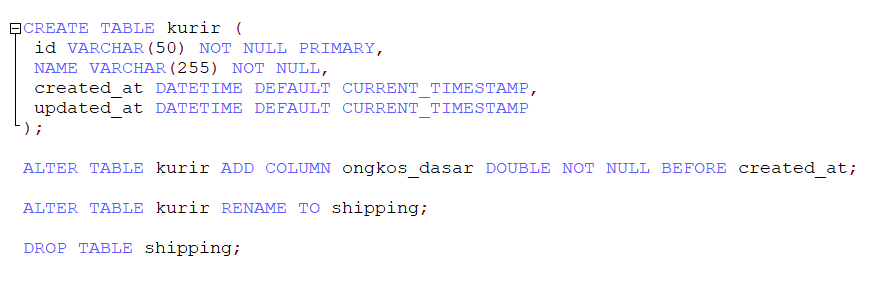 CREATE TABLE kurir (
id VARCHAR(50) NOT NULL PRIMARY,
NAME VARCHAR(255) NOT NULL,
created_at DATETIME DEFAULT CURRENT_TIMESTAMP,
updated_at DATETIME DEFAULT CURRENT_TIMESTAMP
);
ALTER TABLE kurir ADD COLUMN ongkos_dasar DOUBLE NOT NULL BEFORE created_at;
ALTER TABLE kurir RENAME TO shipping;
DROP TABLE shipping;